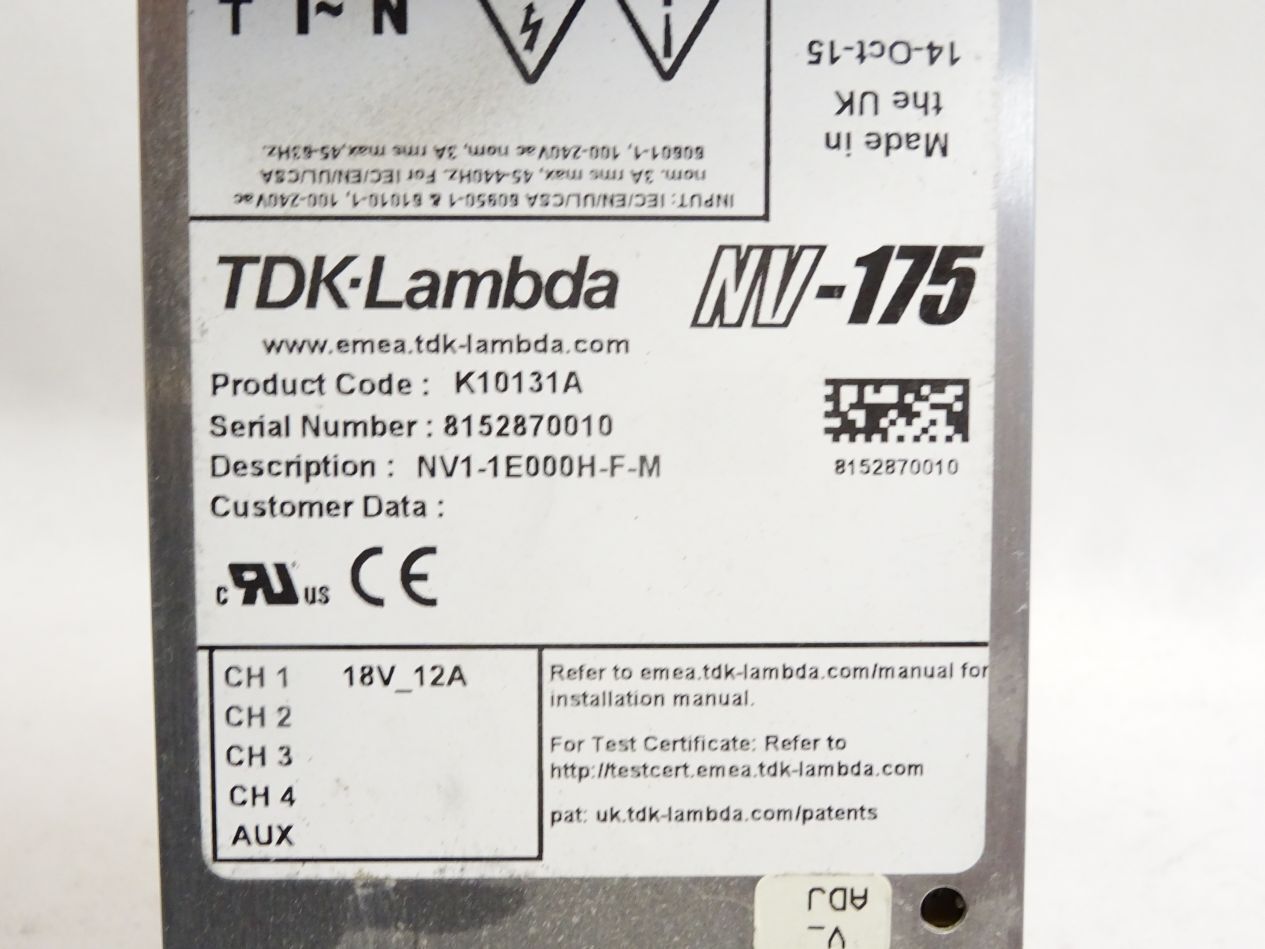 ⏊ L~ N
INPUT: IEC/EN/UL/CSA 60950-1 & 61010-1, 100-240Vac
nom. 3A rms max, 45-440Hz. For IEC/EN/UL/CSA
60601-1, 100-240Vac nom, 3A rms max,45-63Hz.
Made in
the UK
14-Oct-15
TDK·Lambda
NV-175
www.emea.tdk-lambda.com
Product Code : K10131A
Serial Number : 8152870010
Description : NV1-1E000H-F-M
Customer Data :
8152870010
c RU us CE
CH 1 18V_12A
CH 2
CH 3
CH 4
AUX
Refer to emea.tdk-lambda.com/manual for
installation manual.
For Test Certificate: Refer to
http://testcert.emea.tdk-lambda.com
pat: uk.tdk-lambda.com/patents
V-
ADJ